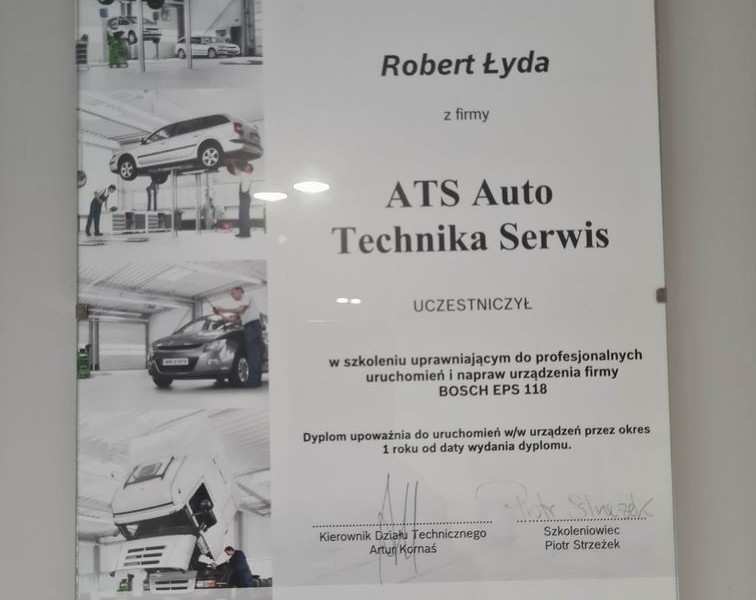 Robert Łyda
z firmy
ATS Auto
Technika Serwis
UCZESTNICZYŁ
w szkoleniu uprawniającym do profesjonalnych
uruchomień i napraw urządzenia firmy
BOSCH EPS 118
Dyplom upoważnia do uruchomień w/w urządzeń przez okres
1 roku od daty wydania dyplomu.
Kierownik Działu Technicznego
Artur Kornaś
Szkoleniowiec
Piotr Strzeżek